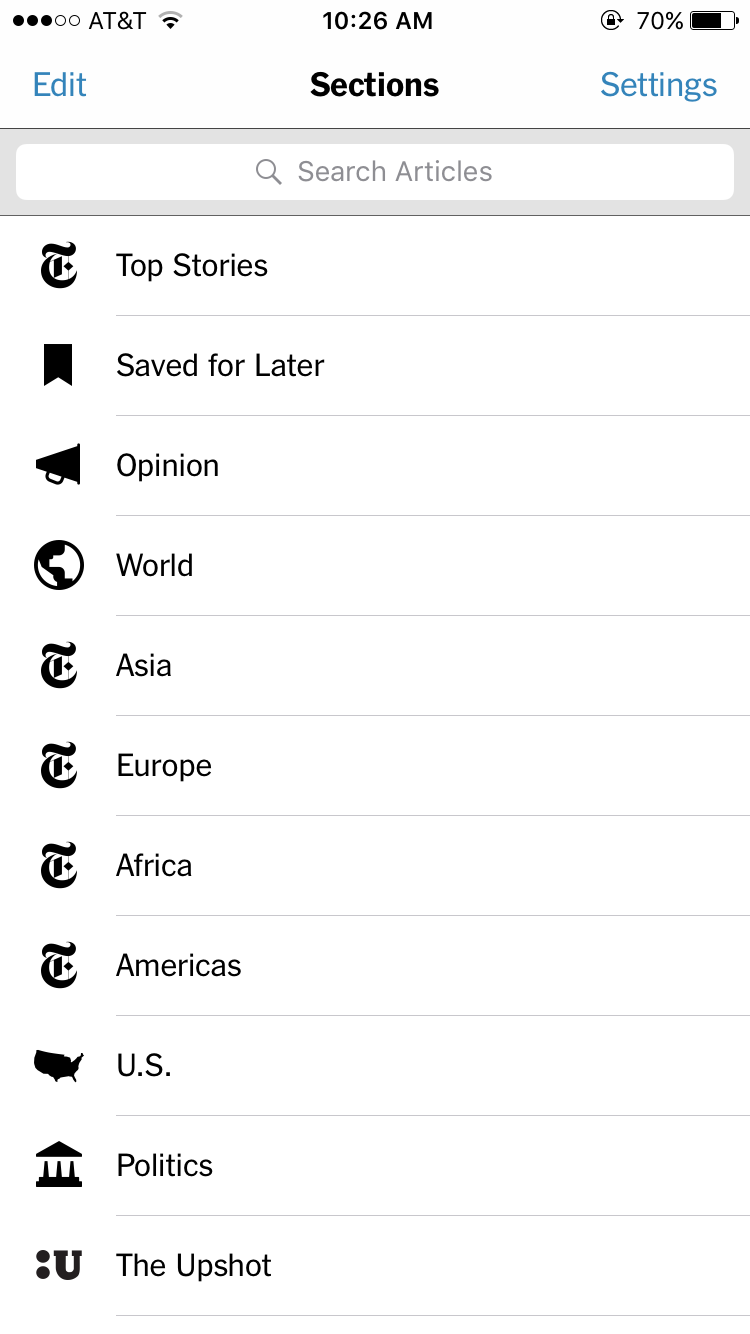 AT&T 10:26 AM 70%
Edit Sections Settings
Search Articles
Top Stories
Saved for Later
Opinion
World
Asia
Europe
Africa
Americas
U.S.
Politics
:U The Upshot